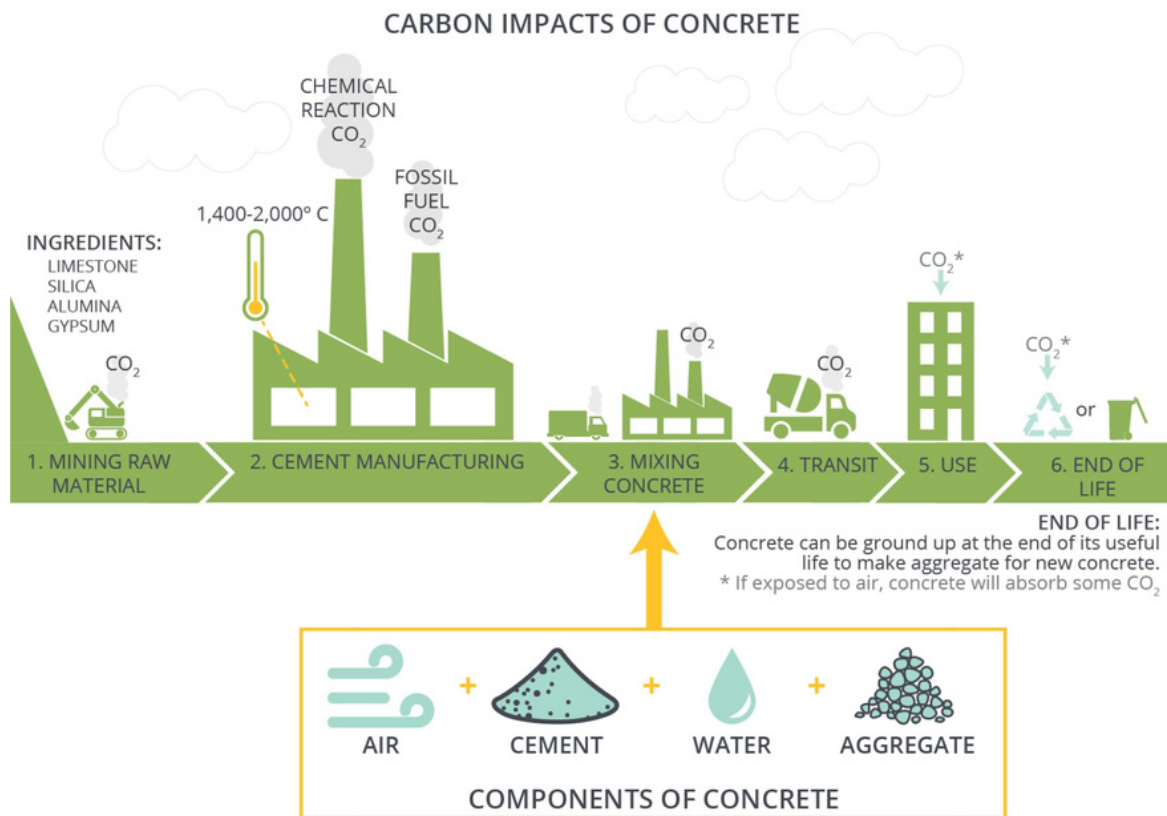 CARBON IMPACTS OF CONCRETE
CHEMICAL
REACTION
CO₂
FOSSIL
FUEL
CO₂
1,400-2,000º C
INGREDIENTS:
LIMESTONE
SILICA
ALUMINA
GYPSUM
CO₂
CO₂
CO₂
CO₂*
CO₂*
or
1. MINING RAW
MATERIAL
2. CEMENT MANUFACTURING
3. MIXING
CONCRETE
4. TRANSIT
5. USE
6. END OF
LIFE
END OF LIFE:
Concrete can be ground up at the end of its useful
life to make aggregate for new concrete.
* If exposed to air, concrete will absorb some CO₂
+
+
+
AIR
CEMENT
WATER
AGGREGATE
COMPONENTS OF CONCRETE